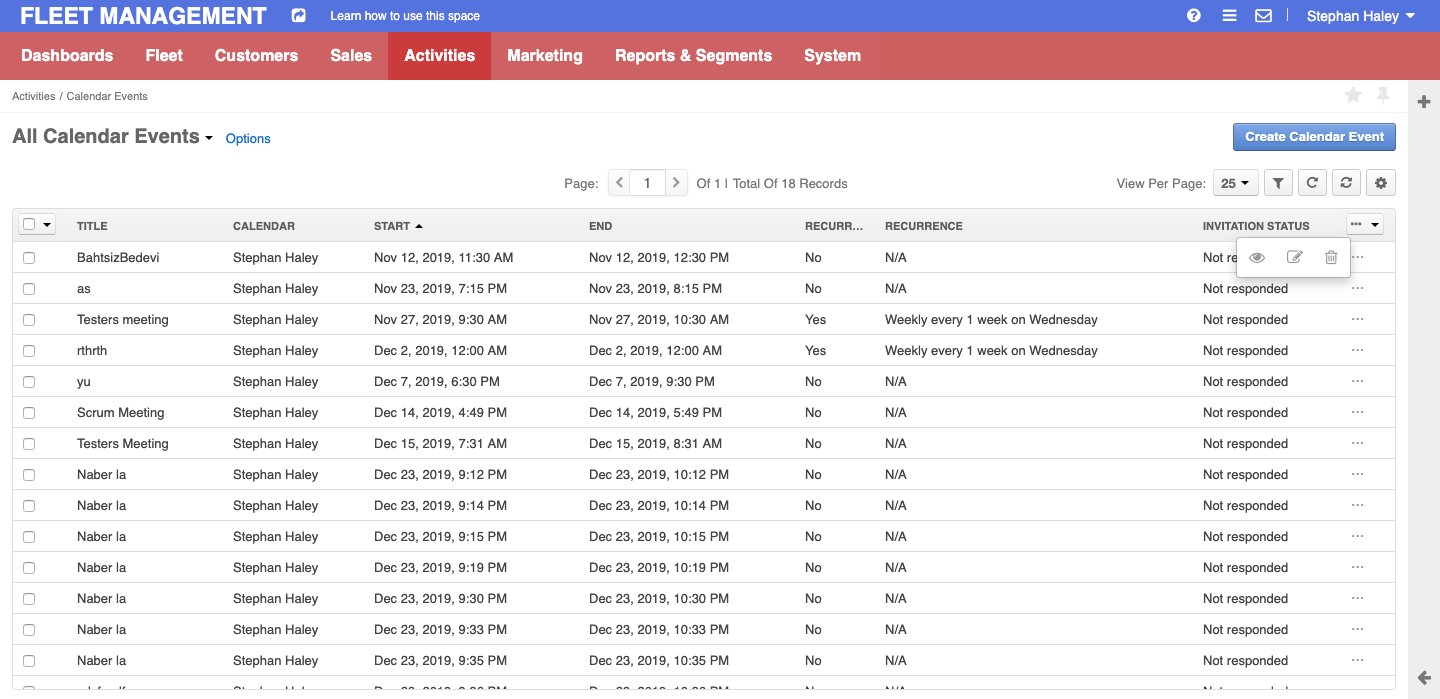 FLEET MANAGEMENT Learn how to use this space Stephan Haley
Dashboards Fleet Customers Sales Activities Marketing Reports & Segments System
Activities / Calendar Events
All Calendar Events Options Create Calendar Event
Page: 1 Of 1 | Total Of 18 Records View Per Page: 25
TITLE CALENDAR START END RECURR... RECURRENCE INVITATION STATUS
BahtsizBedevi Stephan Haley Nov 12, 2019, 11:30 AM Nov 12, 2019, 12:30 PM No N/A Not re
as Stephan Haley Nov 23, 2019, 7:15 PM Nov 23, 2019, 8:15 PM No N/A Not responded
Testers meeting Stephan Haley Nov 27, 2019, 9:30 AM Nov 27, 2019, 10:30 AM Yes Weekly every 1 week on Wednesday Not responded
rthrth Stephan Haley Dec 2, 2019, 12:00 AM Dec 2, 2019, 12:00 AM Yes Weekly every 1 week on Wednesday Not responded
yu Stephan Haley Dec 7, 2019, 6:30 PM Dec 7, 2019, 9:30 PM No N/A Not responded
Scrum Meeting Stephan Haley Dec 14, 2019, 4:49 PM Dec 14, 2019, 5:49 PM No N/A Not responded
Testers Meeting Stephan Haley Dec 15, 2019, 7:31 AM Dec 15, 2019, 8:31 AM No N/A Not responded
Naber la Stephan Haley Dec 23, 2019, 9:12 PM Dec 23, 2019, 10:12 PM No N/A Not responded
Naber la Stephan Haley Dec 23, 2019, 9:14 PM Dec 23, 2019, 10:14 PM No N/A Not responded
Naber la Stephan Haley Dec 23, 2019, 9:15 PM Dec 23, 2019, 10:15 PM No N/A Not responded
Naber la Stephan Haley Dec 23, 2019, 9:19 PM Dec 23, 2019, 10:19 PM No N/A Not responded
Naber la Stephan Haley Dec 23, 2019, 9:30 PM Dec 23, 2019, 10:30 PM No N/A Not responded
Naber la Stephan Haley Dec 23, 2019, 9:33 PM Dec 23, 2019, 10:33 PM No N/A Not responded
Naber la Stephan Haley Dec 23, 2019, 9:35 PM Dec 23, 2019, 10:35 PM No N/A Not responded